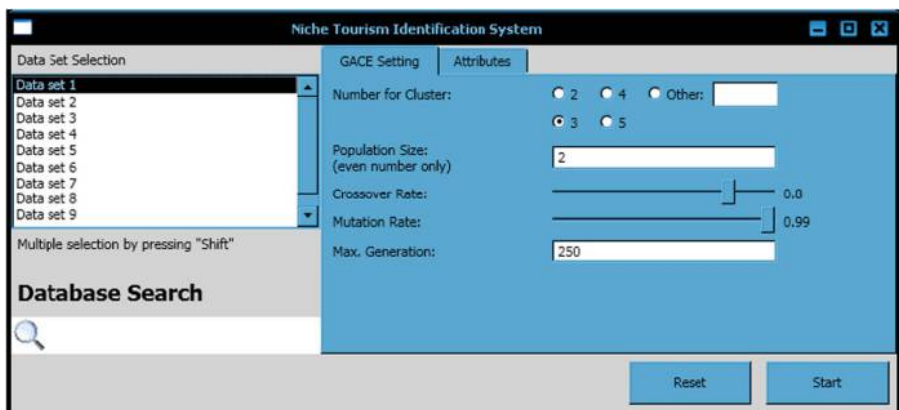 Niche Tourism Identification System
Data Set Selection
Data set 1
Data set 2
Data set 3
Data set 4
Data set 5
Data set 6
Data set 7
Data set 8
Data set 9
Multiple selection by pressing "Shift"
Database Search
GACE Setting Attributes
Number for Cluster: 2 4 Other:
3 5
Population Size:
(even number only) 2
Crossover Rate:
Mutation Rate: 0.99
Max. Generation: 250
Reset Start